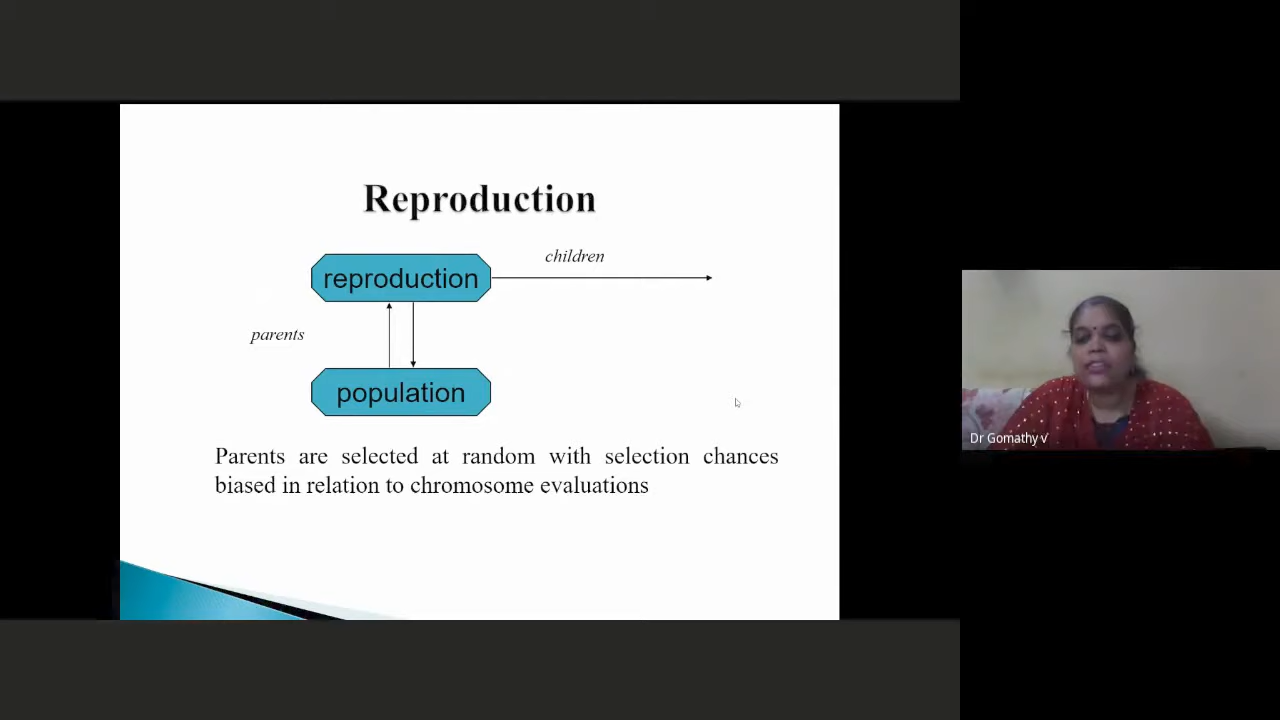 Reproduction
children
reproduction
parents
population
Parents are selected at random with selection chances
biased in relation to chromosome evaluations
Dr Gomathy v